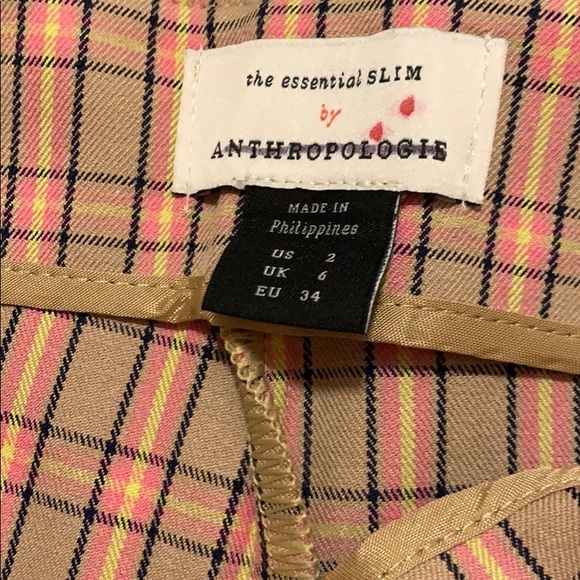 the essential SLIM
by
ANTHROPOLOGIE
MADE IN
Philippines
US 2
UK 6
EU 34